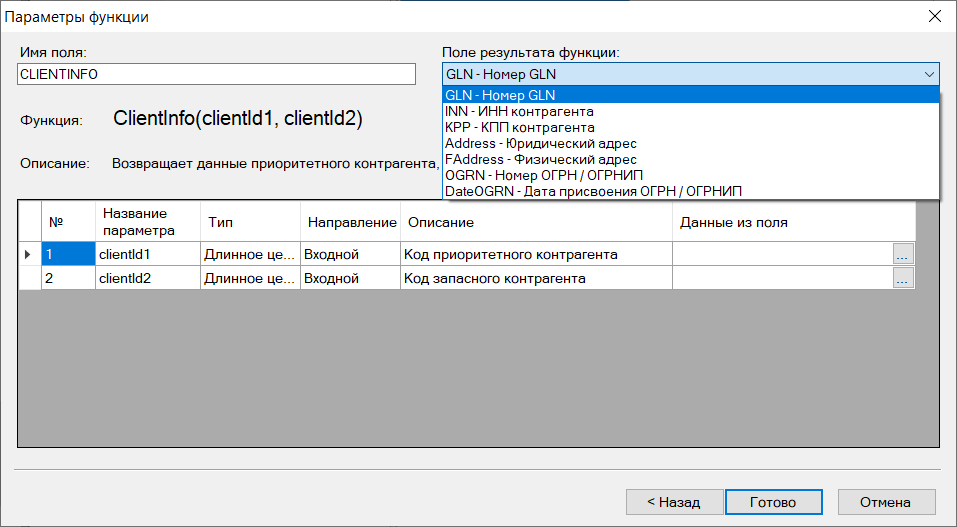 Параметры функции
Имя поля:
CLIENTINFO
Поле результата функции:
GLN - Номер GLN
GLN - Номер GLN
INN - ИНН контрагента
KPP - КПП контрагента
Address - Юридический адрес
FAddress - Физический адрес
OGRN - Номер ОГРН / ОГРНИП
DateOGRN - Дата присвоения ОГРН / ОГРНИП
Функция: ClientInfo(clientId1, clientId2)
Описание: Возвращает данные приоритетного контрагента,
№ Название параметра Тип Направление Описание Данные из поля
1 clientId1 Длинное це... Входной Код приоритетного контрагента ...
2 clientId2 Длинное це... Входной Код запасного контрагента ...
< Назад Готово Отмена